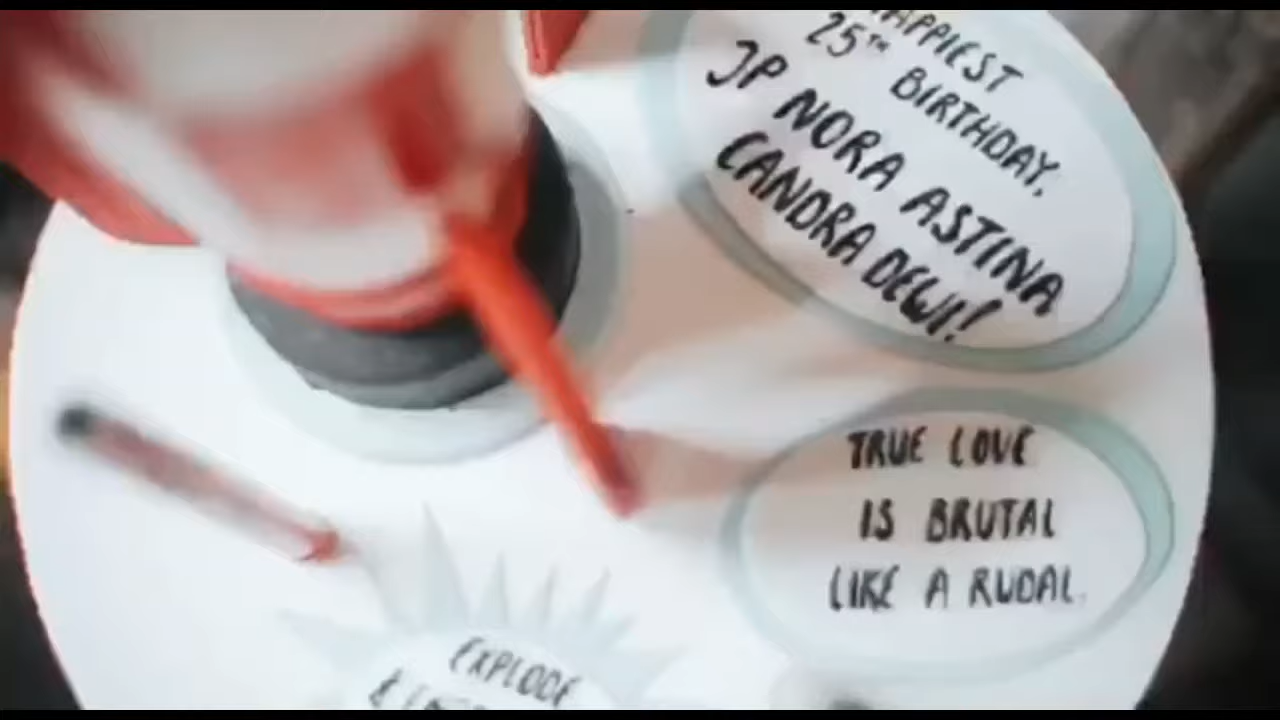 HAPPIEST
25TH BIRTHDAY,
JP NORA ASTINA
CANDRA DEWI!
TRUE LOVE
IS BRUTAL
LIKE A RUDAL.
EXPLODE
&